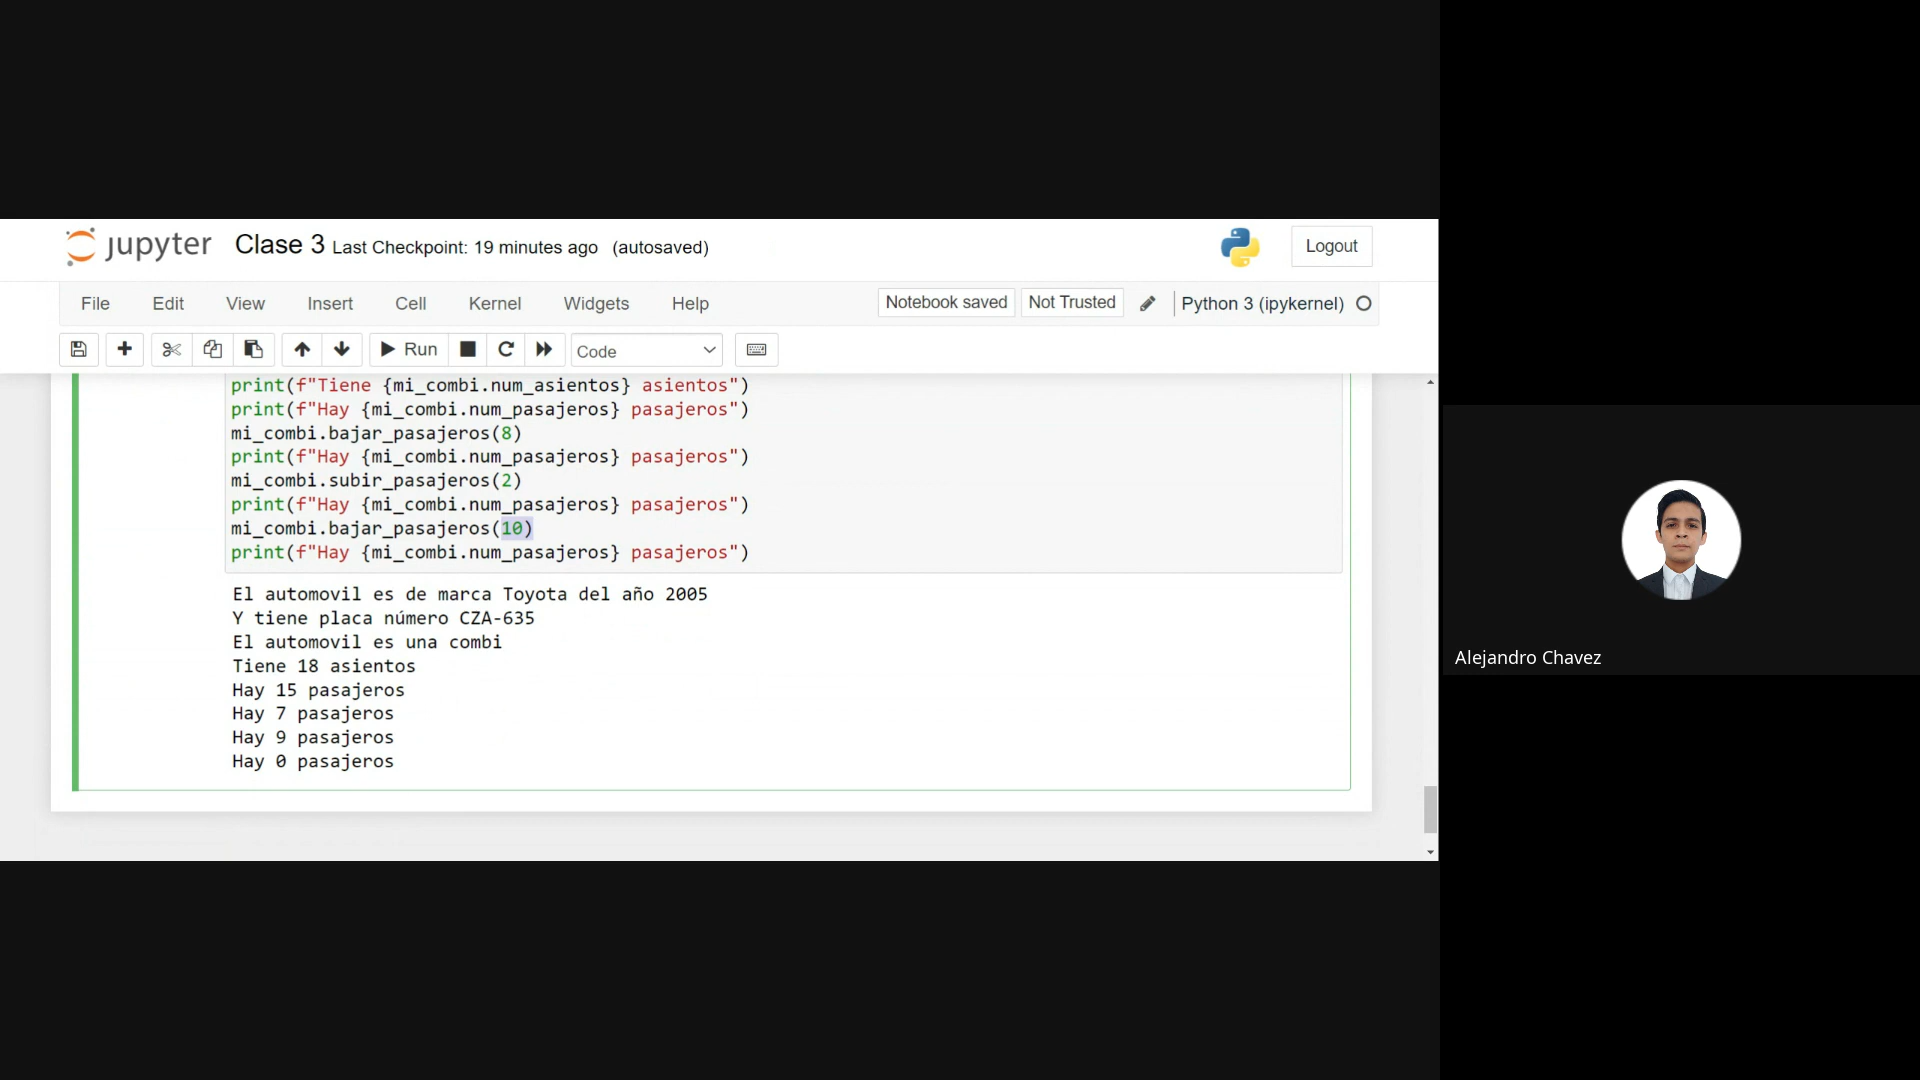 jupyter Clase 3 Last Checkpoint: 19 minutes ago (autosaved)
Logout
File Edit View Insert Cell Kernel Widgets Help
Notebook saved Not Trusted Python 3 (ipykernel)
Run Code
print(f"Tiene {mi_combi.num_asientos} asientos")
print(f"Hay {mi_combi.num_pasajeros} pasajeros")
mi_combi.bajar_pasajeros(8)
print(f"Hay {mi_combi.num_pasajeros} pasajeros")
mi_combi.subir_pasajeros(2)
print(f"Hay {mi_combi.num_pasajeros} pasajeros")
mi_combi.bajar_pasajeros(10)
print(f"Hay {mi_combi.num_pasajeros} pasajeros")
El automovil es de marca Toyota del año 2005
Y tiene placa número CZA-635
El automovil es una combi
Tiene 18 asientos
Hay 15 pasajeros
Hay 7 pasajeros
Hay 9 pasajeros
Hay 0 pasajeros
Alejandro Chavez